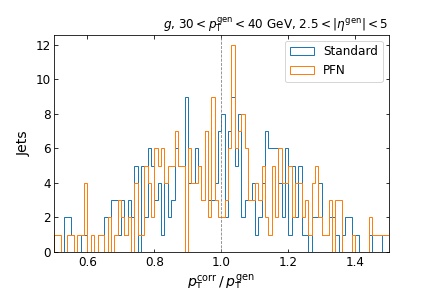 g, 30 < p_T^gen < 40 GeV, 2.5 < |η^gen| < 5
Standard
PFN
12
10
8
6
4
2
0
Jets
0.6 0.8 1.0 1.2 1.4
p_T^corr / p_T^gen